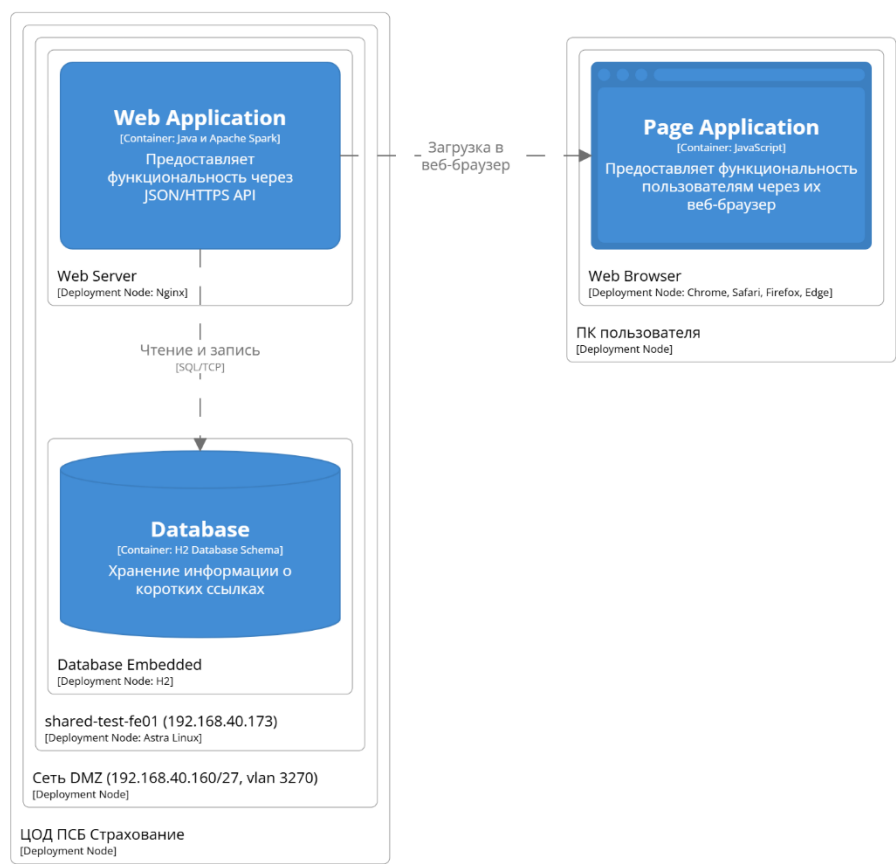 Web Application
[Container: Java и Apache Spark]
Предоставляет
функциональность через
JSON/HTTPS API
Web Server
[Deployment Node: Nginx]
Загрузка в
веб-браузер
Page Application
[Container: JavaScript]
Предоставляет функциональность
пользователям через их
веб-браузер
Web Browser
[Deployment Node: Chrome, Safari, Firefox, Edge]
ПК пользователя
[Deployment Node]
Чтение и запись
[SQL/TCP]
Database
[Container: H2 Database Schema]
Хранение информации о
коротких ссылках
Database Embedded
[Deployment Node: H2]
shared-test-fe01 (192.168.40.173)
[Deployment Node: Astra Linux]
Сеть DMZ (192.168.40.160/27, vlan 3270)
[Deployment Node]
ЦОД ПСБ Страхование
[Deployment Node]